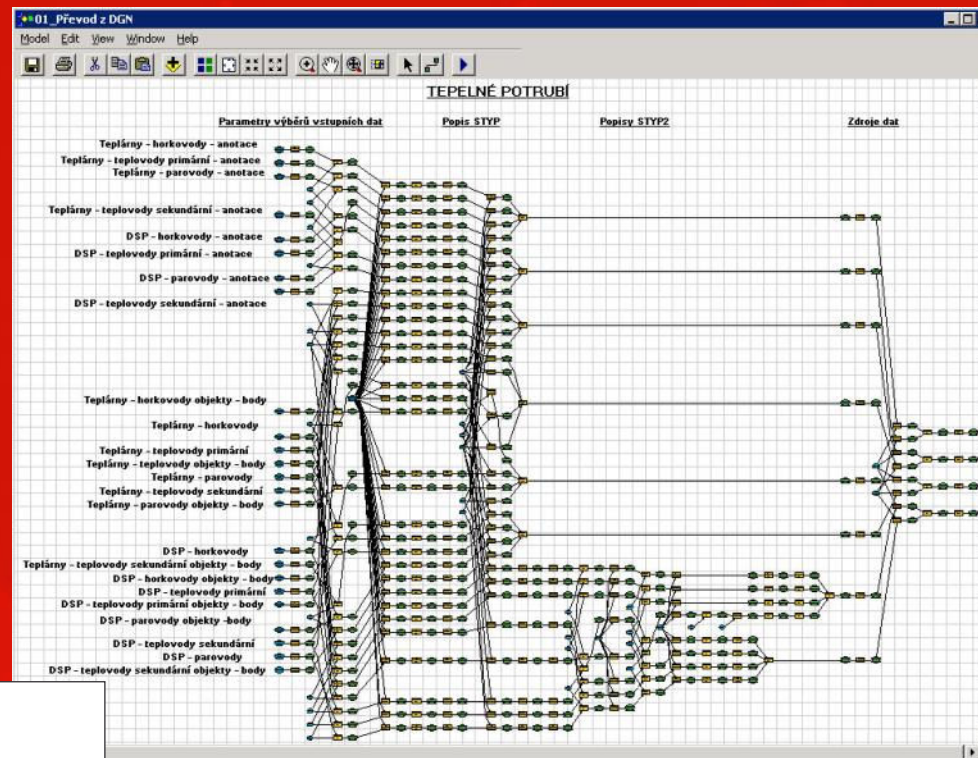 01_Převod z DGN
Model Edit View Window Help
TEPELNÉ POTRUBÍ
Parametry výběrů vstupních dat Popis STYP Popisy STYP2 Zdroje dat
Teplárny - horkovody - anotace
Teplárny - teplovody primární - anotace
Teplárny - parovody - anotace
Teplárny - teplovody sekundární - anotace
DSP - horkovody - anotace
DSP - teplovody primární - anotace
DSP - parovody - anotace
DSP - teplovody sekundární - anotace
Teplárny - horkovody objekty - body
Teplárny - horkovody
Teplárny - teplovody primární
Teplárny - teplovody objekty - body
Teplárny - parovody
Teplárny - teplovody sekundární
Teplárny - parovody objekty - body
DSP - horkovody
Teplárny - teplovody sekundární objekty - body
DSP - horkovody objekty - body
DSP - teplovody primární
DSP - teplovody primární objekty - body
DSP - parovody objekty -body
DSP - teplovody sekundární
DSP - parovody
DSP - teplovody sekundární objekty - body